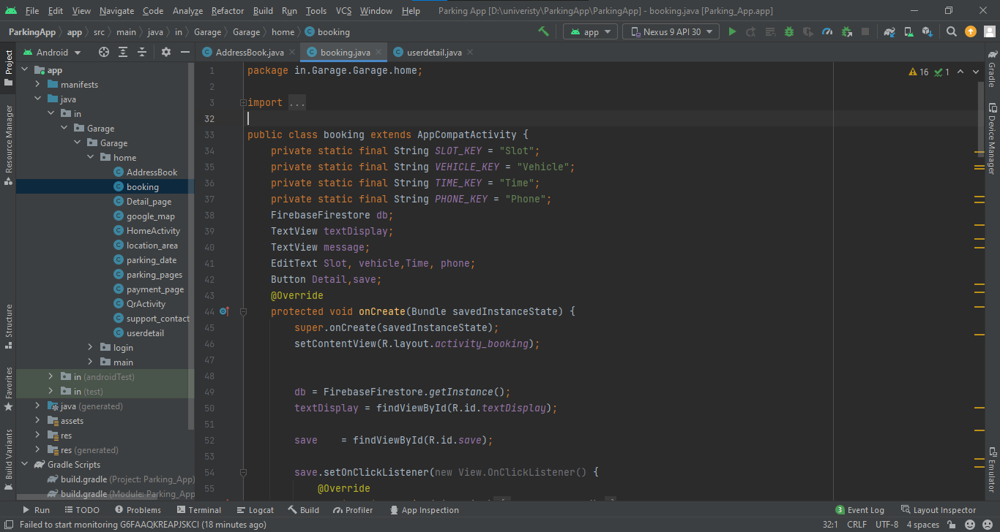 File Edit View Navigate Code Analyze Refactor Build Run Tools VCS Window Help Parking App [D:\univeristy\ParkingApp\ParkingApp] - booking.java [Parking_App.app]
ParkingApp app src main java in Garage Garage home booking app Nexus 9 API 30
Project
Resource Manager
Structure
Favorites
Build Variants
Android
app
manifests
java
in
Garage
Garage
home
AddressBook
booking
Detail_page
google_map
HomeActivity
location_area
parking_date
parking_pages
payment_page
QrActivity
support_contact
userdetail
login
main
in (androidTest)
in (test)
java (generated)
assets
res
res (generated)
Gradle Scripts
build.gradle (Project: Parking_App)
build.gradle (Module: Parking_App
AddressBook.java booking.java userdetail.java
16 1
1 package in.Garage.Garage.home;
2
3 import ...
32
33 public class booking extends AppCompatActivity {
34 private static final String SLOT_KEY = "Slot";
35 private static final String VEHICLE_KEY = "Vehicle";
36 private static final String TIME_KEY = "Time";
37 private static final String PHONE_KEY = "Phone";
38 FirebaseFirestore db;
39 TextView textDisplay;
40 TextView message;
41 EditText Slot, vehicle,Time, phone;
42 Button Detail,save;
43 @Override
44 protected void onCreate(Bundle savedInstanceState) {
45 super.onCreate(savedInstanceState);
46 setContentView(R.layout.activity_booking);
47
48
49 db = FirebaseFirestore.getInstance();
50 textDisplay = findViewById(R.id.textDisplay);
51
52 save = findViewById(R.id.save);
53
54 save.setOnClickListener(new View.OnClickListener() {
55 @Override
Gradle
Device Manager
Emulator
Run TODO Problems Terminal Logcat Build Profiler App Inspection 3 Event Log Layout Inspector
Failed to start monitoring G6FAAQKREAPJSKCI (18 minutes ago) 32:1 CRLF UTF-8 4 spaces